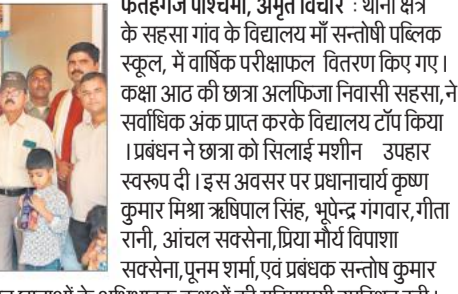 फतेहगंज पश्चिमी, अमृत विचार : थाना क्षेत्र
के सहसा गांव के विद्यालय माँ सन्तोषी पब्लिक
स्कूल, में वार्षिक परीक्षाफल वितरण किए गए।
कक्षा आठ की छात्रा अलफिजा निवासी सहसा,ने
सर्वाधिक अंक प्राप्त करके विद्यालय टॉप किया
।प्रबंधन ने छात्रा को सिलाई मशीन उपहार
स्वरूप दी।इस अवसर पर प्रधानाचार्य कृष्ण
कुमार मिश्रा ऋषिपाल सिंह, भूपेन्द्र गंगवार,गीता
रानी, आंचल सक्सेना,प्रिया मौर्य विपाशा
सक्सेना,पूनम शर्मा,एवं प्रबंधक सन्तोष कुमार